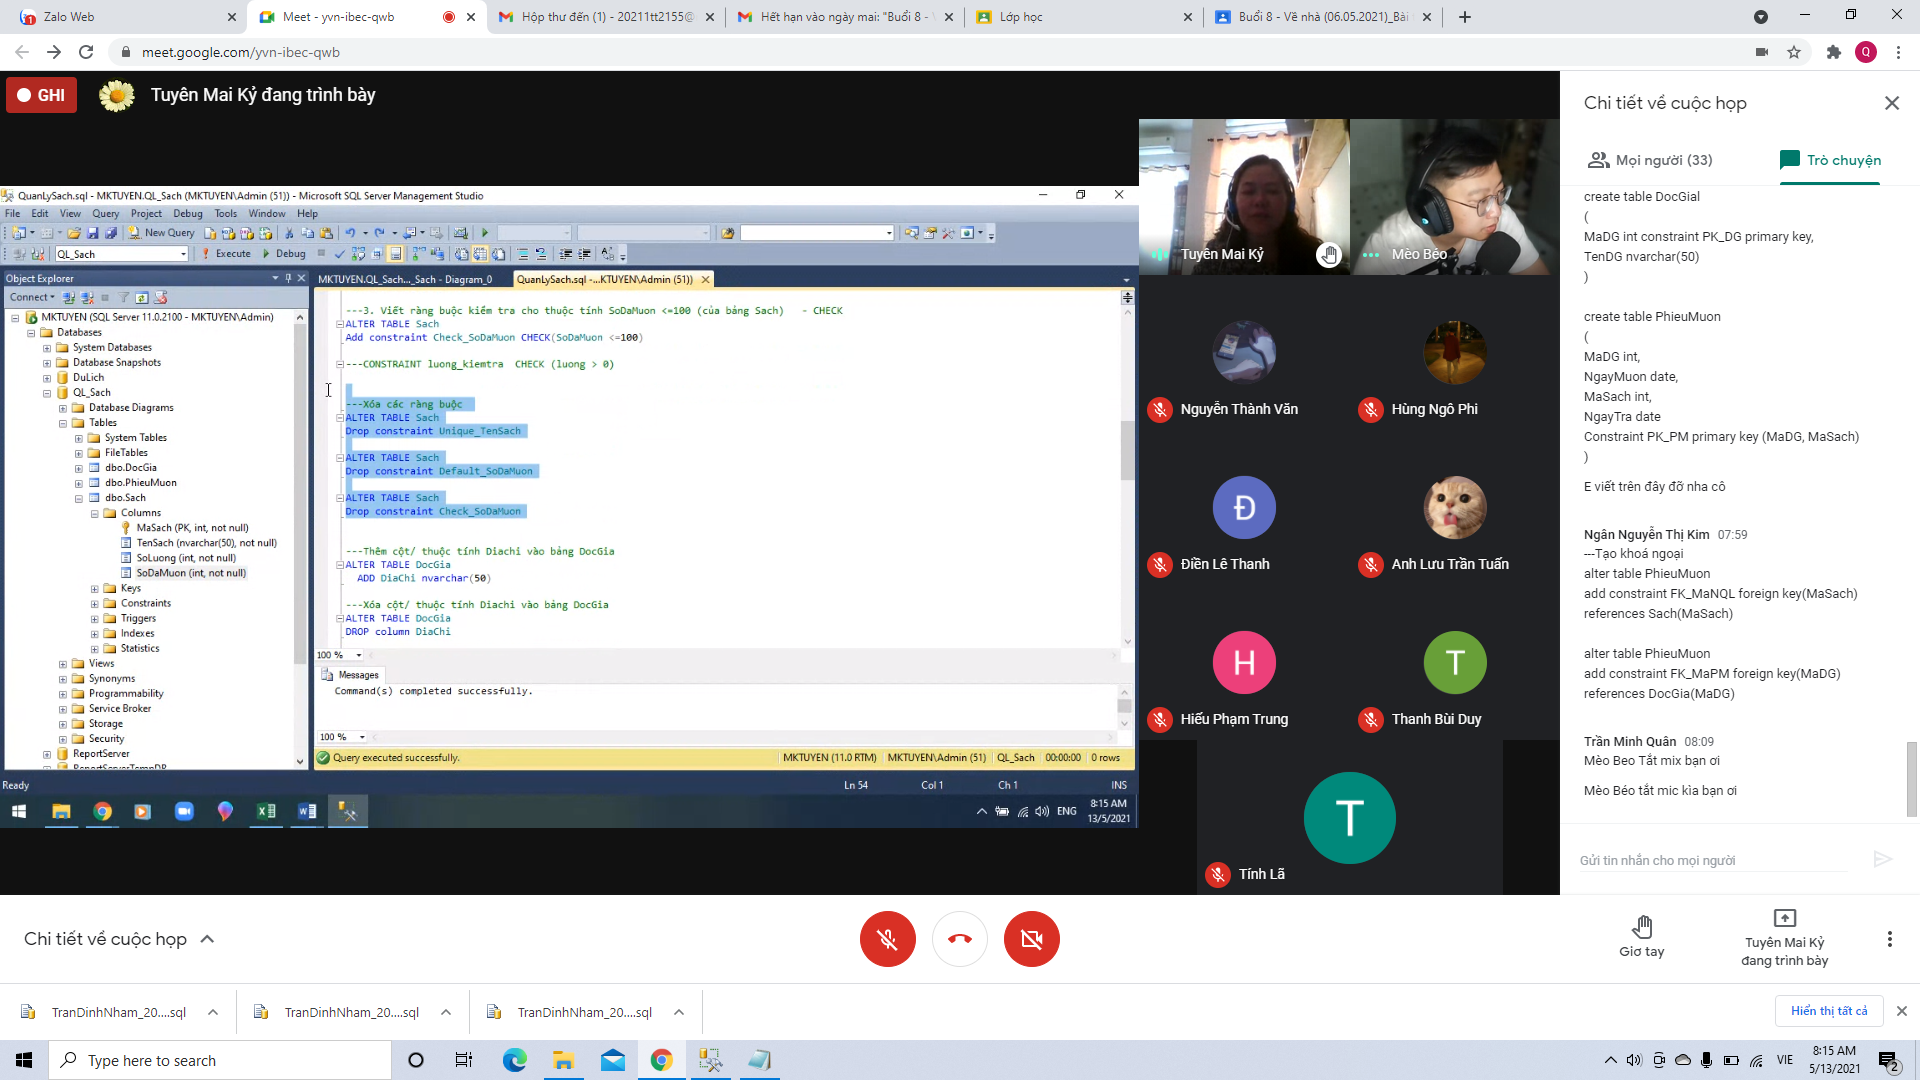 Zalo Web
Meet - yvn-ibec-qwb
Hộp thư đến (1) - 20211tt2155@
Hết hạn vào ngày mai: "Buổi 8 -
Lớp học
Buổi 8 - Về nhà (06.05.2021)_Bài
meet.google.com/yvn-ibec-qwb
Q
GHI
Tuyên Mai Kỷ đang trình bày
QuanLySach.sql - MKTUYEN.QL_Sach (MKTUYEN\Admin (51)) - Microsoft SQL Server Management Studio
File Edit View Query Project Debug Tools Window Help
New Query
QL_Sach
Execute
Debug
Object Explorer
Connect
MKTUYEN (SQL Server 11.0.2100 - MKTUYEN\Admin)
Databases
System Databases
Database Snapshots
DuLich
QL_Sach
Database Diagrams
Tables
System Tables
FileTables
dbo.DocGia
dbo.PhieuMuon
dbo.Sach
Columns
MaSach (PK, int, not null)
TenSach (nvarchar(50), not null)
SoLuong (int, not null)
SoDaMuon (int, not null)
Keys
Constraints
Triggers
Indexes
Statistics
Views
Synonyms
Programmability
Service Broker
Storage
Security
ReportServer
ReportServerTempDB
MKTUYEN.QL_Sach..._Sach - Diagram_0
QuanLySach.sql -...KTUYEN\Admin (51))
---3. Viết ràng buộc kiểm tra cho thuộc tính SoDaMuon <=100 (của bảng Sach) - CHECK
ALTER TABLE Sach
Add constraint Check_SoDaMuon CHECK(SoDaMuon <=100)
---CONSTRAINT luong_kiemtra CHECK (luong > 0)
---Xóa các ràng buộc
ALTER TABLE Sach
Drop constraint Unique_TenSach
ALTER TABLE Sach
Drop constraint Default_SoDaMuon
ALTER TABLE Sach
Drop constraint Check_SoDaMuon
---Thêm cột/ thuộc tính Diachi vào bảng DocGia
ALTER TABLE DocGia
ADD DiaChi nvarchar(50)
---Xóa cột/ thuộc tính Diachi vào bảng DocGia
ALTER TABLE DocGia
DROP column DiaChi
100 %
Messages
Command(s) completed successfully.
100 %
Query executed successfully.
MKTUYEN (11.0 RTM)
MKTUYEN\Admin (51)
QL_Sach
00:00:00
0 rows
Ready
Ln 54
Col 1
Ch 1
INS
ENG
8:15 AM
13/5/2021
Tuyên Mai Kỷ
Mèo Béo
Nguyễn Thành Văn
Hùng Ngô Phi
Đ
Điền Lê Thanh
Anh Lưu Trần Tuấn
H
Hiếu Phạm Trung
T
Thanh Bùi Duy
T
Tính Lã
Chi tiết về cuộc họp
Mọi người (33)
Trò chuyện
create table DocGial
(
MaDG int constraint PK_DG primary key,
TenDG nvarchar(50)
)
create table PhieuMuon
(
MaDG int,
NgayMuon date,
MaSach int,
NgayTra date
Constraint PK_PM primary key (MaDG, MaSach)
)
E viết trên đây đỡ nha cô
Ngân Nguyễn Thị Kim 07:59
---Tạo khoá ngoại
alter table PhieuMuon
add constraint FK_MaNQL foreign key(MaSach)
references Sach(MaSach)
alter table PhieuMuon
add constraint FK_MaPM foreign key(MaDG)
references DocGia(MaDG)
Trần Minh Quân 08:09
Mèo Beo Tắt mix bạn ơi
Mèo Béo tắt mic kìa bạn ơi
Gửi tin nhắn cho mọi người
Chi tiết về cuộc họp
Giơ tay
Tuyên Mai Kỷ
đang trình bày
TranDinhNham_20....sql
TranDinhNham_20....sql
TranDinhNham_20....sql
Hiển thị tất cả
Type here to search
VIE
8:15 AM
5/13/2021
2